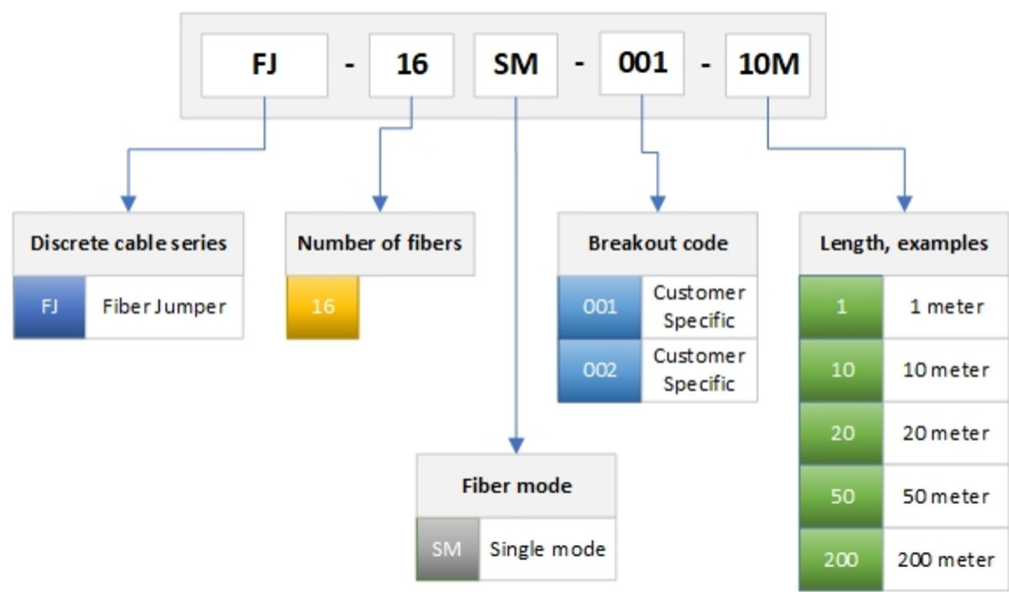 FJ - 16 SM - 001 - 10M
Discrete cable series
FJ Fiber Jumper
Number of fibers
16
Breakout code
001 Customer
Specific
002 Customer
Specific
Length, examples
1 1 meter
10 10 meter
20 20 meter
50 50 meter
200 200 meter
Fiber mode
SM Single mode